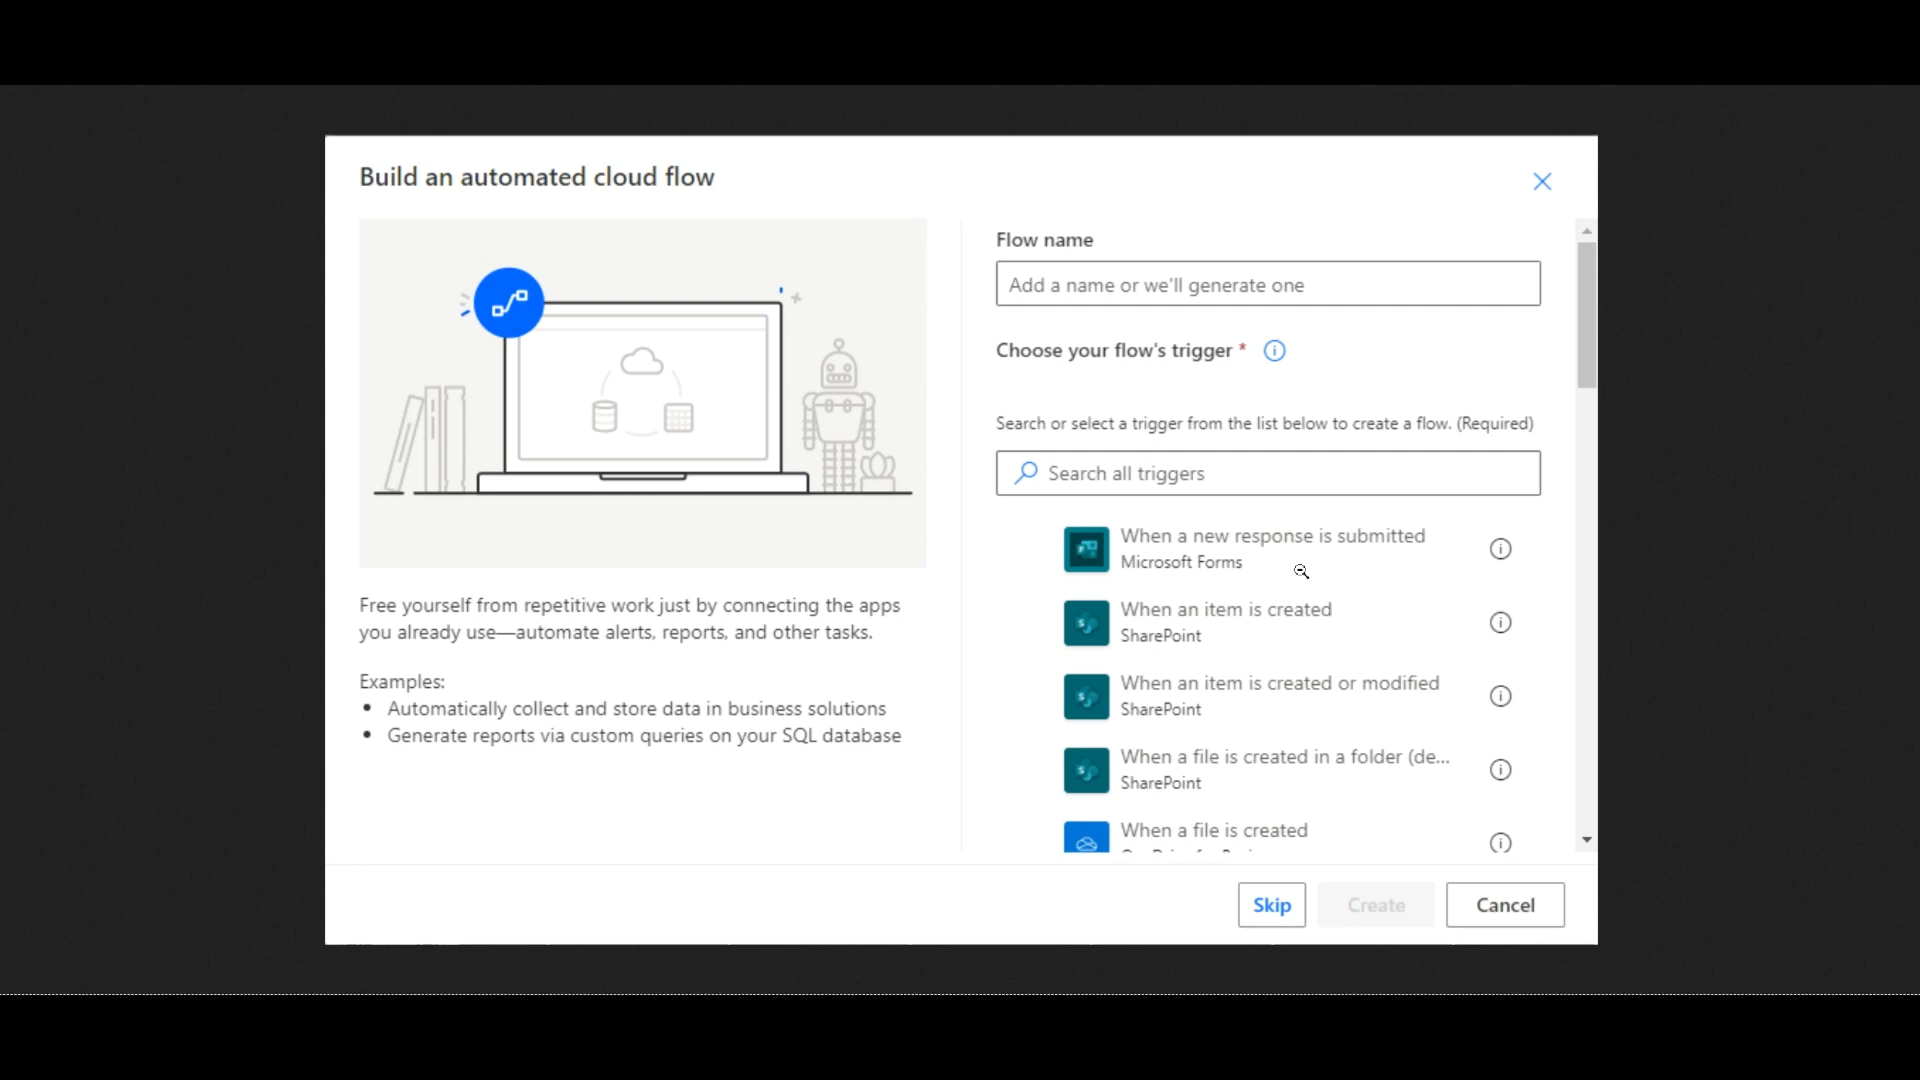 Build an automated cloud flow
Free yourself from repetitive work just by connecting the apps
you already use—automate alerts, reports, and other tasks.
Examples:
• Automatically collect and store data in business solutions
• Generate reports via custom queries on your SQL database
Flow name
Add a name or we'll generate one
Choose your flow's trigger *
Search or select a trigger from the list below to create a flow. (Required)
Search all triggers
When a new response is submitted
Microsoft Forms
When an item is created
SharePoint
When an item is created or modified
SharePoint
When a file is created in a folder (de...
SharePoint
When a file is created
Skip
Create
Cancel